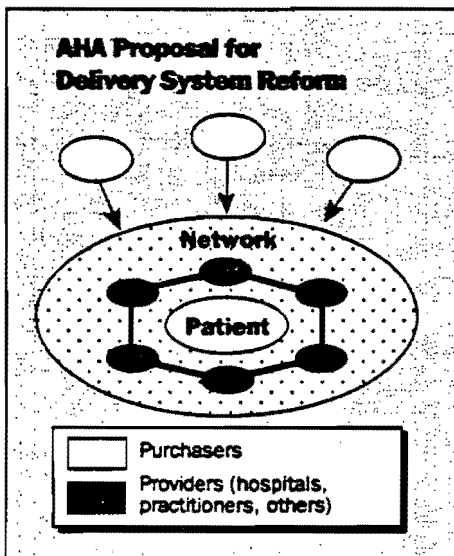 AHA Proposal for
Delivery System Reform
Network
Patient
Purchasers
Providers (hospitals,
practitioners, others)